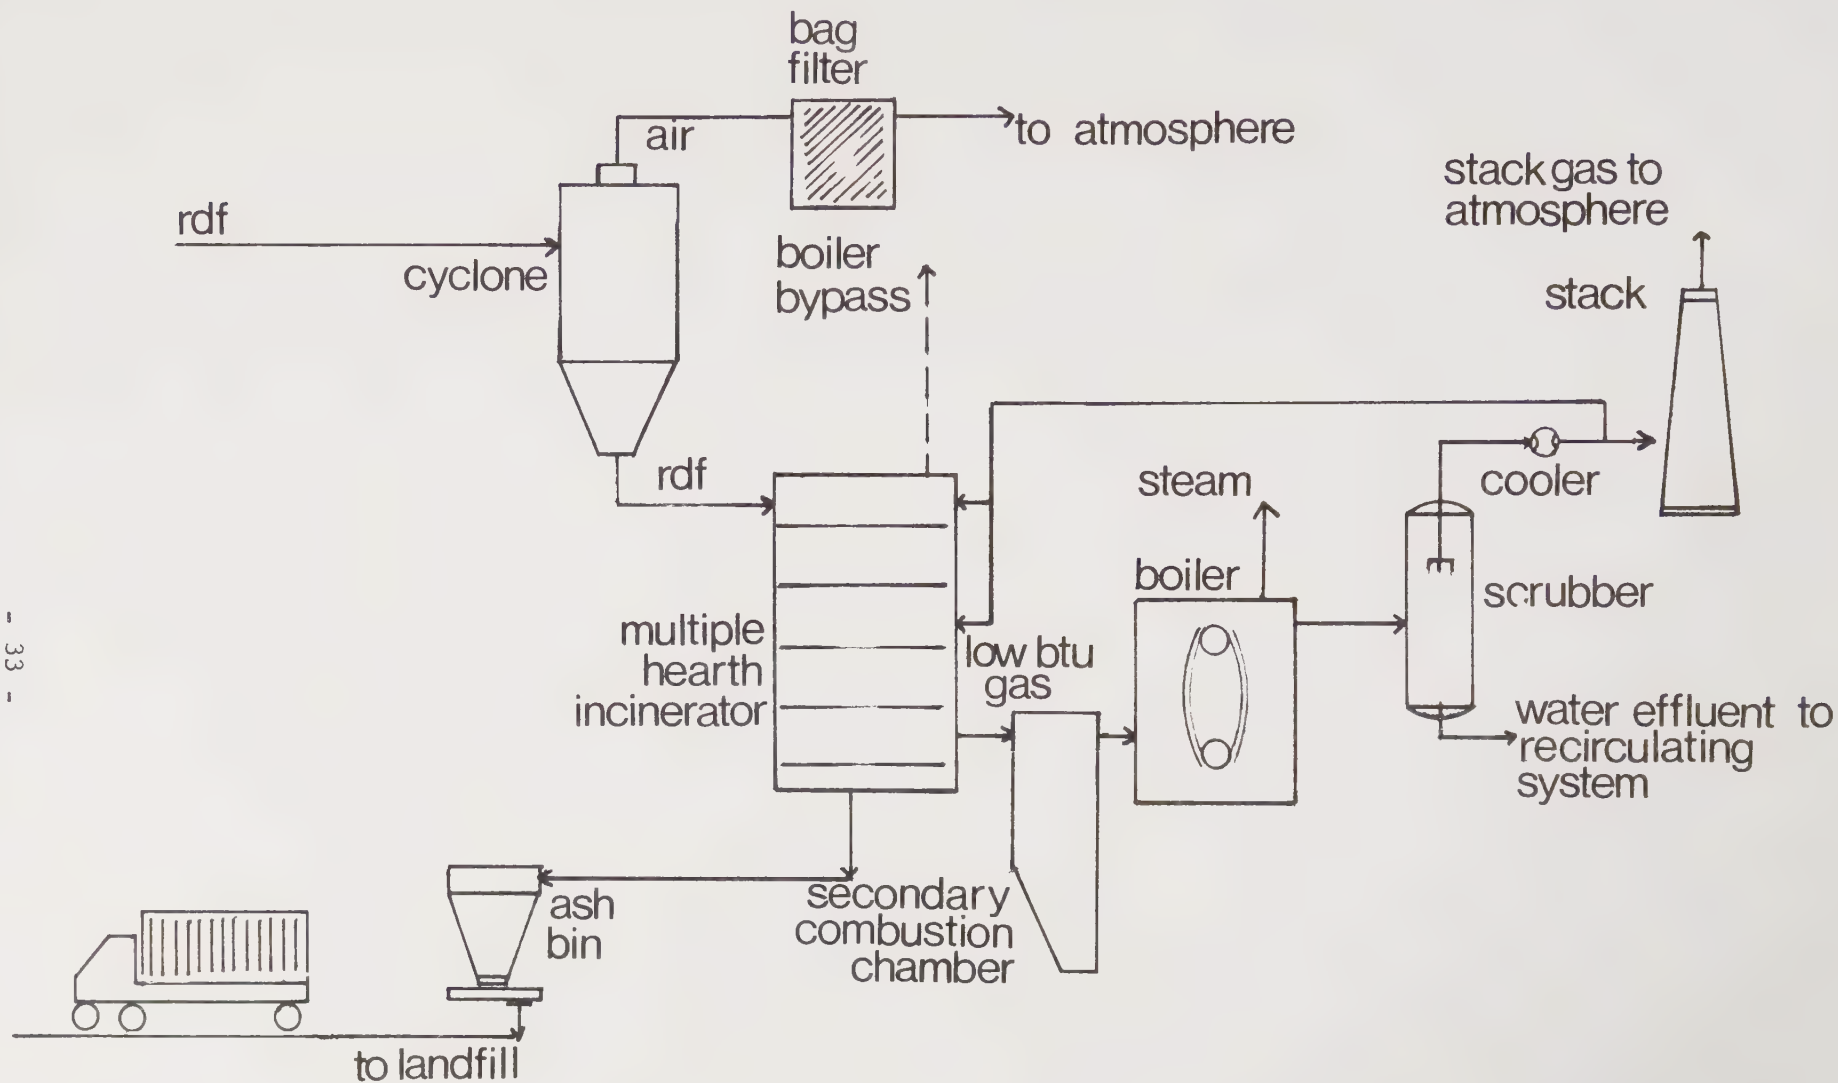 bag
filter
air
to atmosphere
stack gas to
atmosphere
rdf
cyclone
boiler
bypass
stack
rdf
steam
cooler
boiler
scrubber
multiple
hearth
incinerator
low btu
gas
water effluent to
recirculating
system
ash
bin
secondary
combustion
chamber
to landfill
- 33 -